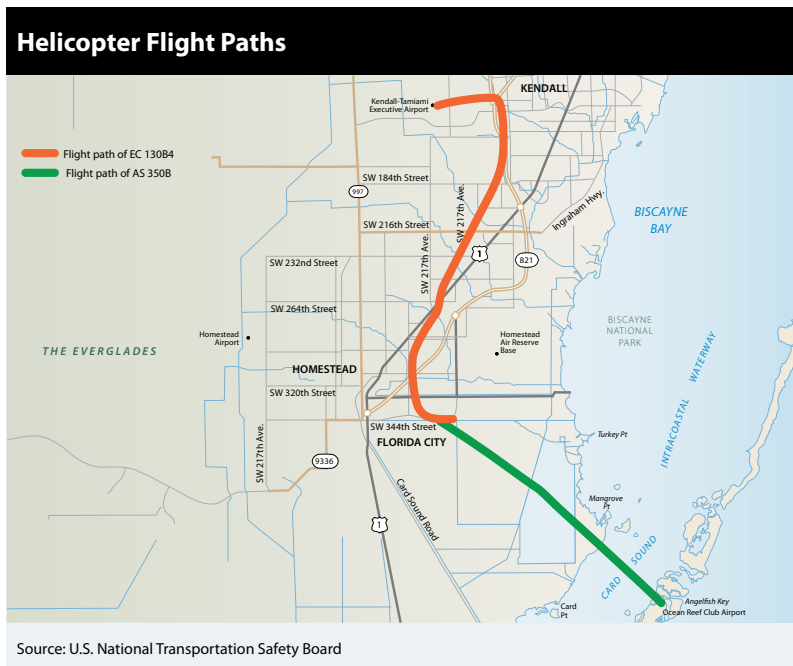 Helicopter Flight Paths
KENDALL
Kendall-Tamiami
Executive Airport
Flight path of EC 130B4
Flight path of AS 350B
SW 184th Street
997
SW 217th Ave.
Ingraham Hwy.
BISCAYNE
BAY
SW 216th Street
SW 217th Ave.
1
821
SW 232nd Street
SW 264th Street
BISCAYNE
NATIONAL
PARK
Homestead
Airport
Homestead
Air Reserve
Base
THE EVERGLADES
INTRACOASTAL WATERWAY
HOMESTEAD
SW 320th Street
SW 344th Street
FLORIDA CITY
Turkey Pt
SW 217th Ave.
9336
Card Sound Road
Mangrove
Pt
1
CARD SOUND
Angelfish Key
Ocean Reef Club Airport
Card
Pt
Source: U.S. National Transportation Safety Board